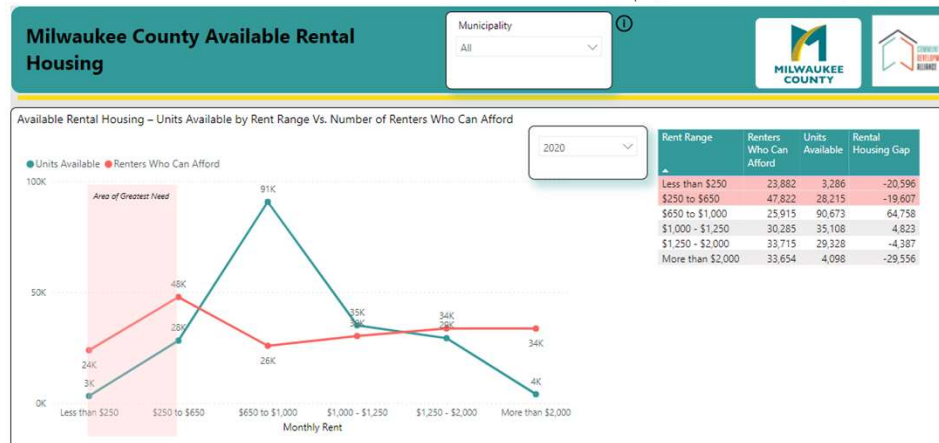 Milwaukee County Available Rental
Housing
Municipality
All
MILWAUKEE
COUNTY
COMMUNITY
DEVELOPMENT
ALLIANCE
Available Rental Housing – Units Available by Rent Range Vs. Number of Renters Who Can Afford
2020
Units Available Renters Who Can Afford
100K
50K
0K
Area of Greatest Need
24K
3K
48K
28K
91K
26K
35K
30K
34K
29K
34K
4K
Less than $250 $250 to $650 $650 to $1,000 $1,000 - $1,250 $1,250 - $2,000 More than $2,000
Monthly Rent
Rent Range Renters Who Can Afford Units Available Rental Housing Gap
Less than $250 23,882 3,286 -20,596
$250 to $650 47,822 28,215 -19,607
$650 to $1,000 25,915 90,673 64,758
$1,000 - $1,250 30,285 35,108 4,823
$1,250 - $2,000 33,715 29,328 -4,387
More than $2,000 33,654 4,098 -29,556